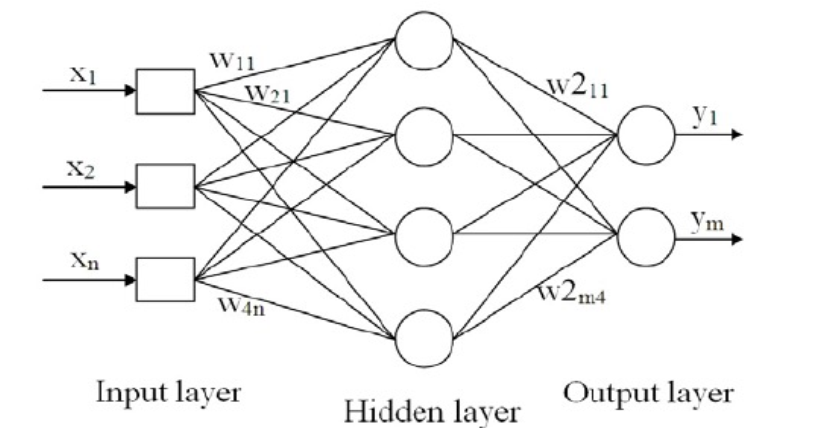 w11
x1
w21
w211
y1
x2
xn
ym
w4n
w2m4
Input layer
Hidden layer
Output layer